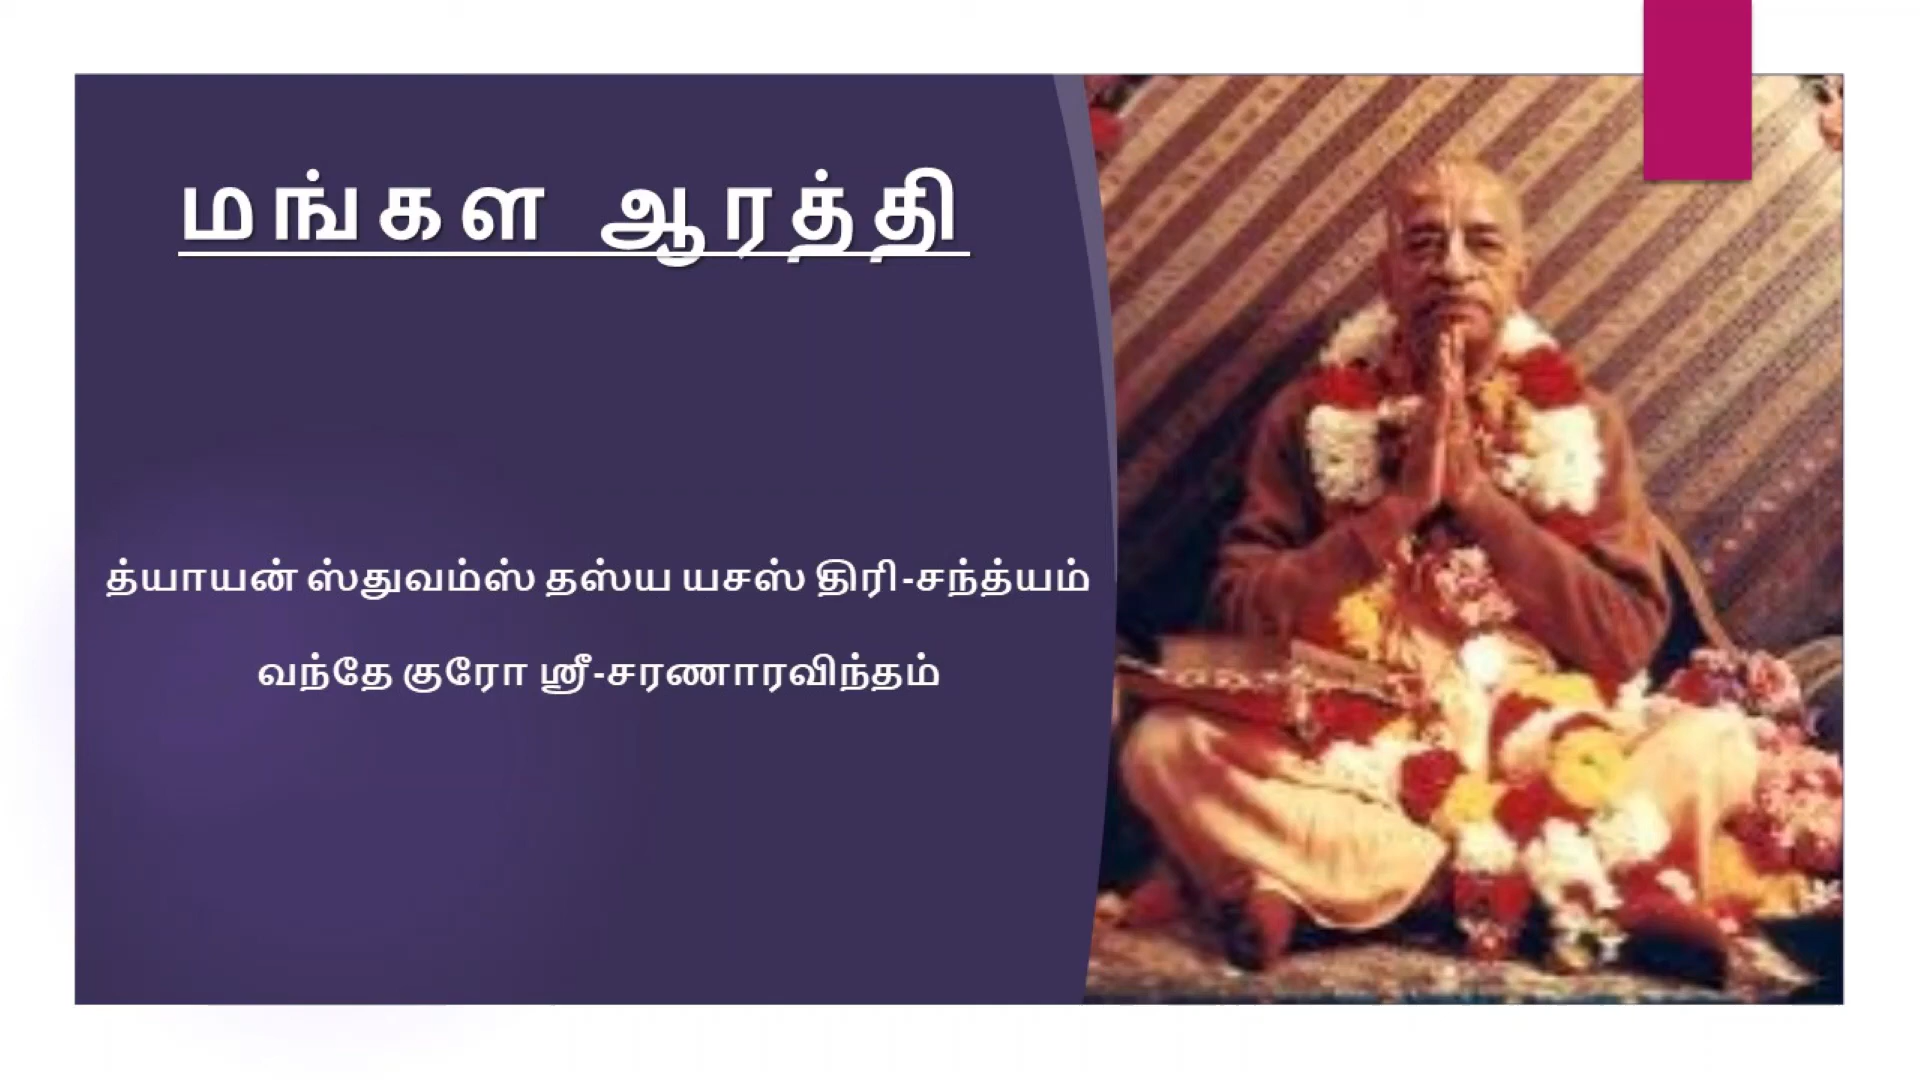 மங்கள ஆரத்தி
த்யாயன் ஸ்துவம்ஸ் தஸ்ய யசஸ் திரி-சந்த்யம்
வந்தே குரோ ஸ்ரீ-சரணாரவிந்தம்